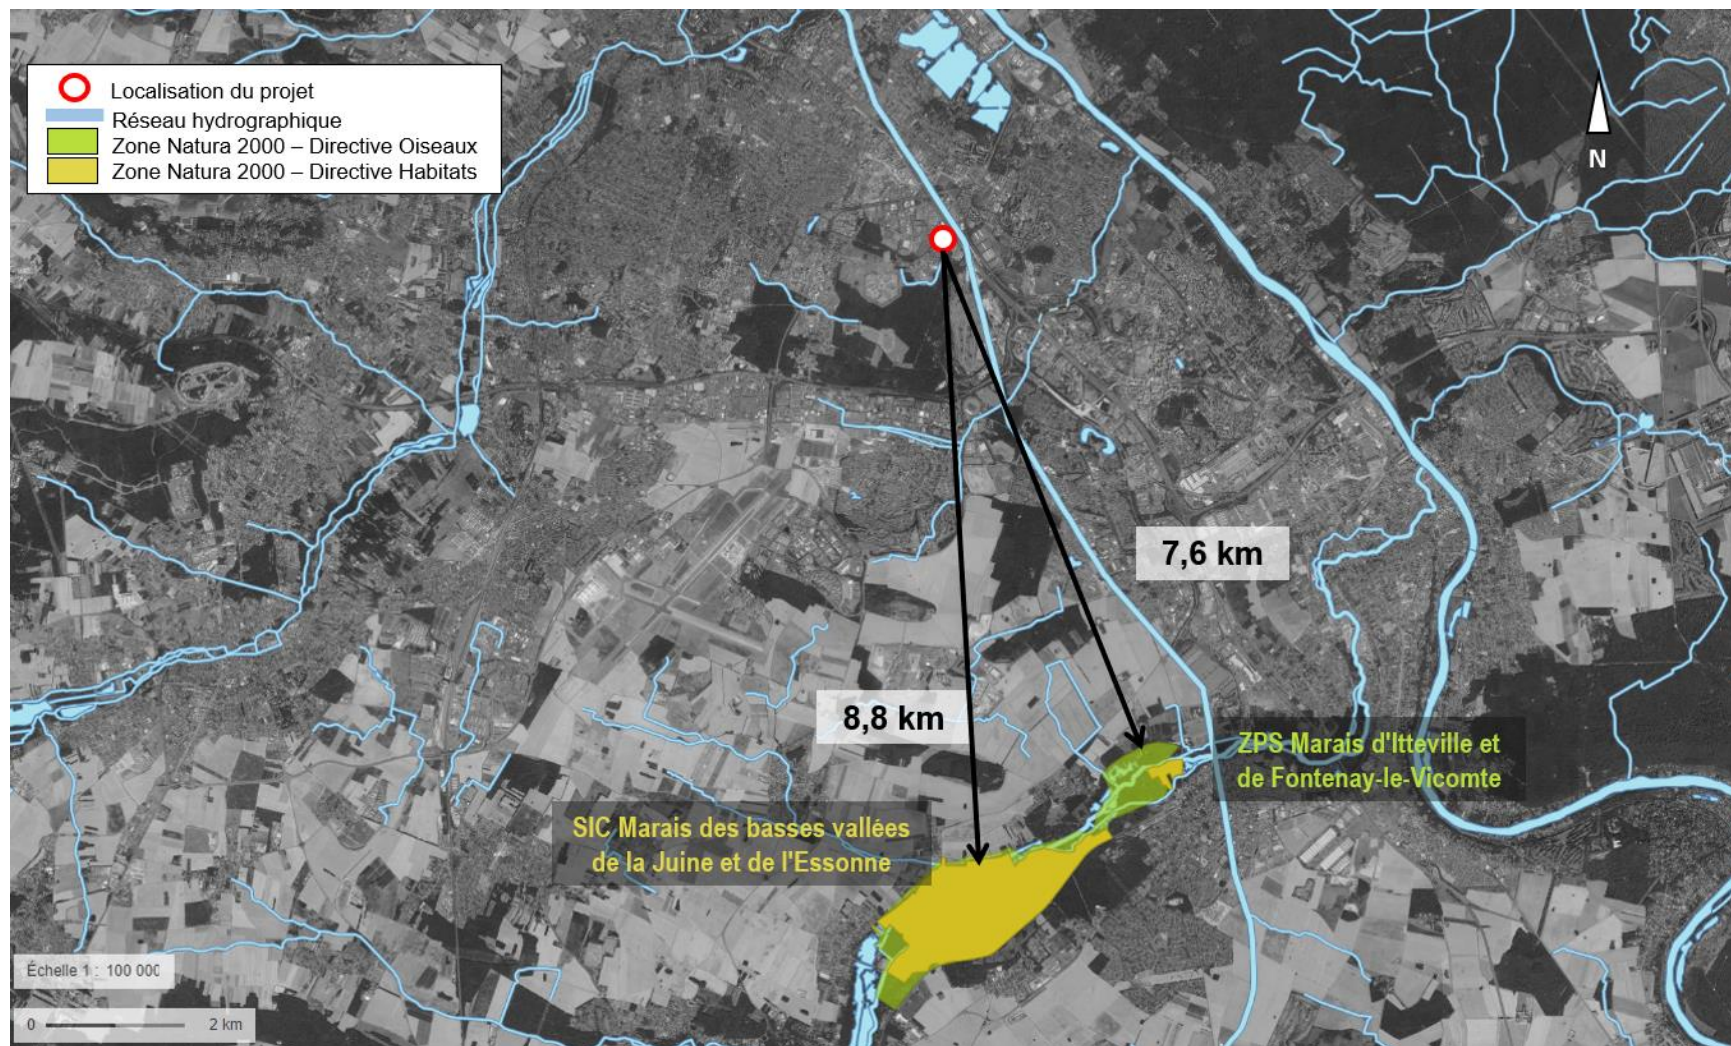 Localisation du projet
Réseau hydrographique
Zone Natura 2000 – Directive Oiseaux
Zone Natura 2000 – Directive Habitats
N
7,6 km
8,8 km
ZPS Marais d'Itteville et
de Fontenay-le-Vicomte
SIC Marais des basses vallées
de la Juine et de l'Essonne
Échelle 1 : 100 000
0 2 km